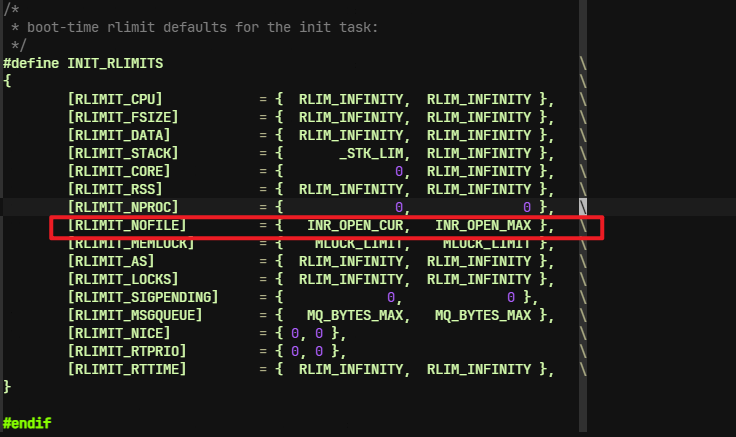 /*
 * boot-time rlimit defaults for the init task:
 */
#define INIT_RLIMITS                                                    \
{                                                                       \
        [RLIMIT_CPU]            = {  RLIM_INFINITY,  RLIM_INFINITY },   \
        [RLIMIT_FSIZE]          = {  RLIM_INFINITY,  RLIM_INFINITY },   \
        [RLIMIT_DATA]           = {  RLIM_INFINITY,  RLIM_INFINITY },   \
        [RLIMIT_STACK]          = {       _STK_LIM,  RLIM_INFINITY },   \
        [RLIMIT_CORE]           = {              0,  RLIM_INFINITY },   \
        [RLIMIT_RSS]            = {  RLIM_INFINITY,  RLIM_INFINITY },   \
        [RLIMIT_NPROC]          = {              0,              0 },   \
        [RLIMIT_NOFILE]         = {   INR_OPEN_CUR,   INR_OPEN_MAX },   \
        [RLIMIT_MEMLOCK]        = {    MLOCK_LIMIT,    MLOCK_LIMIT },   \
        [RLIMIT_AS]             = {  RLIM_INFINITY,  RLIM_INFINITY },   \
        [RLIMIT_LOCKS]          = {  RLIM_INFINITY,  RLIM_INFINITY },   \
        [RLIMIT_SIGPENDING]     = {             0,             0 },     \
        [RLIMIT_MSGQUEUE]       = {   MQ_BYTES_MAX,   MQ_BYTES_MAX },   \
        [RLIMIT_NICE]           = { 0, 0 },                             \
        [RLIMIT_RTPRIO]         = { 0, 0 },                             \
        [RLIMIT_RTTIME]         = {  RLIM_INFINITY,  RLIM_INFINITY },   \
}
#endif